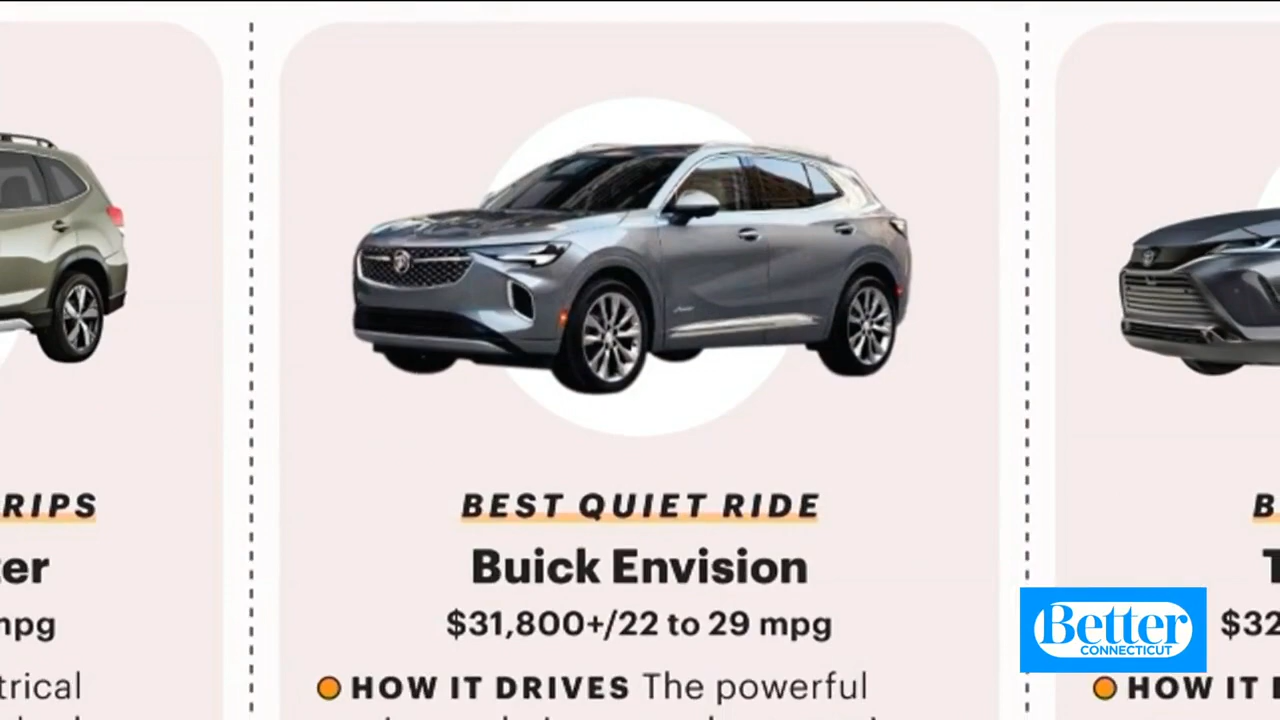 RIPS
BEST QUIET RIDE
er
Buick Envision
mpg
$31,800+/22 to 29 mpg
$32
Better
CONNECTICUT
trical
HOW IT DRIVES The powerful
HOW IT